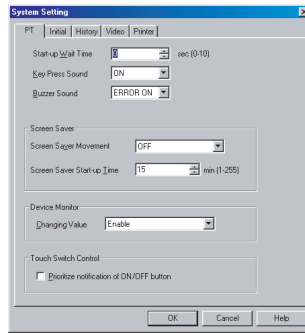 System Setting
PT Initial History Video Printer
Start-up Wait Time 0 sec (0-10)
Key Press Sound ON
Buzzer Sound ERROR ON
Screen Saver
Screen Saver Movement OFF
Screen Saver Start-up Time 15 min (1-255)
Device Monitor
Changing Value Enable
Touch Switch Control
Prioritize notification of ON/OFF button
OK Cancel Help